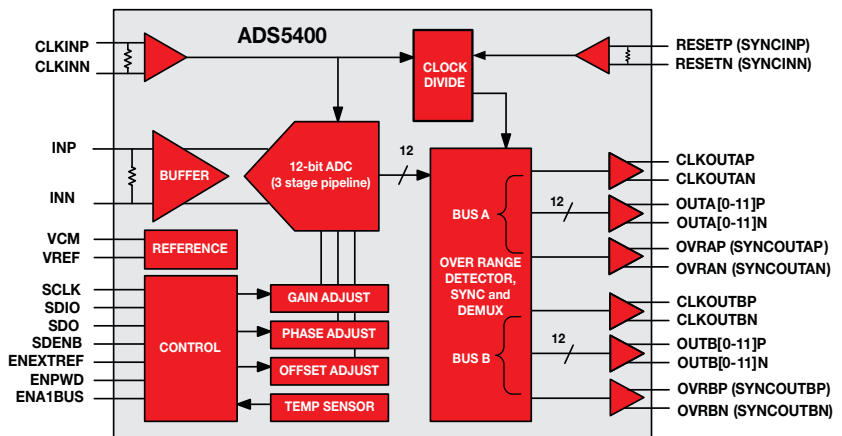 ADS5400
CLKINP
CLKINN
CLOCK
DIVIDE
RESETP (SYNCINP)
RESETN (SYNCINN)
INP
INN
BUFFER
12-bit ADC
(3 stage pipeline)
12
VCM
VREF
REFERENCE
SCLK
SDIO
SDO
SDENB
ENEXTREF
ENPWD
ENA1BUS
CONTROL
GAIN ADJUST
PHASE ADJUST
OFFSET ADJUST
TEMP SENSOR
BUS A
OVER RANGE
DETECTOR,
SYNC and
DEMUX
BUS B
CLKOUTAP
CLKOUTAN
12
OUTA[0-11]P
OUTA[0-11]N
OVRAP (SYNCOUTAP)
OVRAN (SYNCOUTAN)
CLKOUTBP
CLKOUTBN
12
OUTB[0-11]P
OUTB[0-11]N
OVRBP (SYNCOUTBP)
OVRBN (SYNCOUTBN)